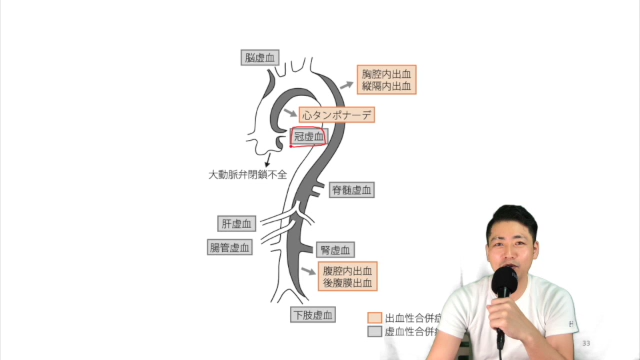 脳虚血
胸腔内出血
縦隔内出血
心タンポナーデ
冠虚血
大動脈弁閉鎖不全
脊髄虚血
肝虚血
腸管虚血
腎虚血
腹腔内出血
後腹膜出血
下肢虚血
出血性合併症
虚血性合併
33